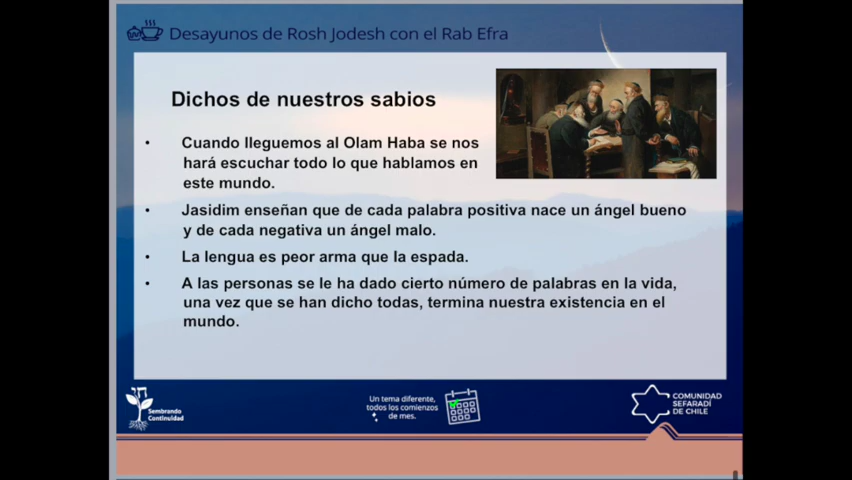 Desayunos de Rosh Jodesh con el Rab Efra
Dichos de nuestros sabios
• Cuando lleguemos al Olam Haba se nos
hará escuchar todo lo que hablamos en
este mundo.
• Jasidim enseñan que de cada palabra positiva nace un ángel bueno
y de cada negativa un ángel malo.
• La lengua es peor arma que la espada.
• A las personas se le ha dado cierto número de palabras en la vida,
una vez que se han dicho todas, termina nuestra existencia en el
mundo.
חי
Sembrando
Continuidad
Un tema diferente,
todos los comienzos
de mes.
COMUNIDAD
SEFARADÍ
DE CHILE